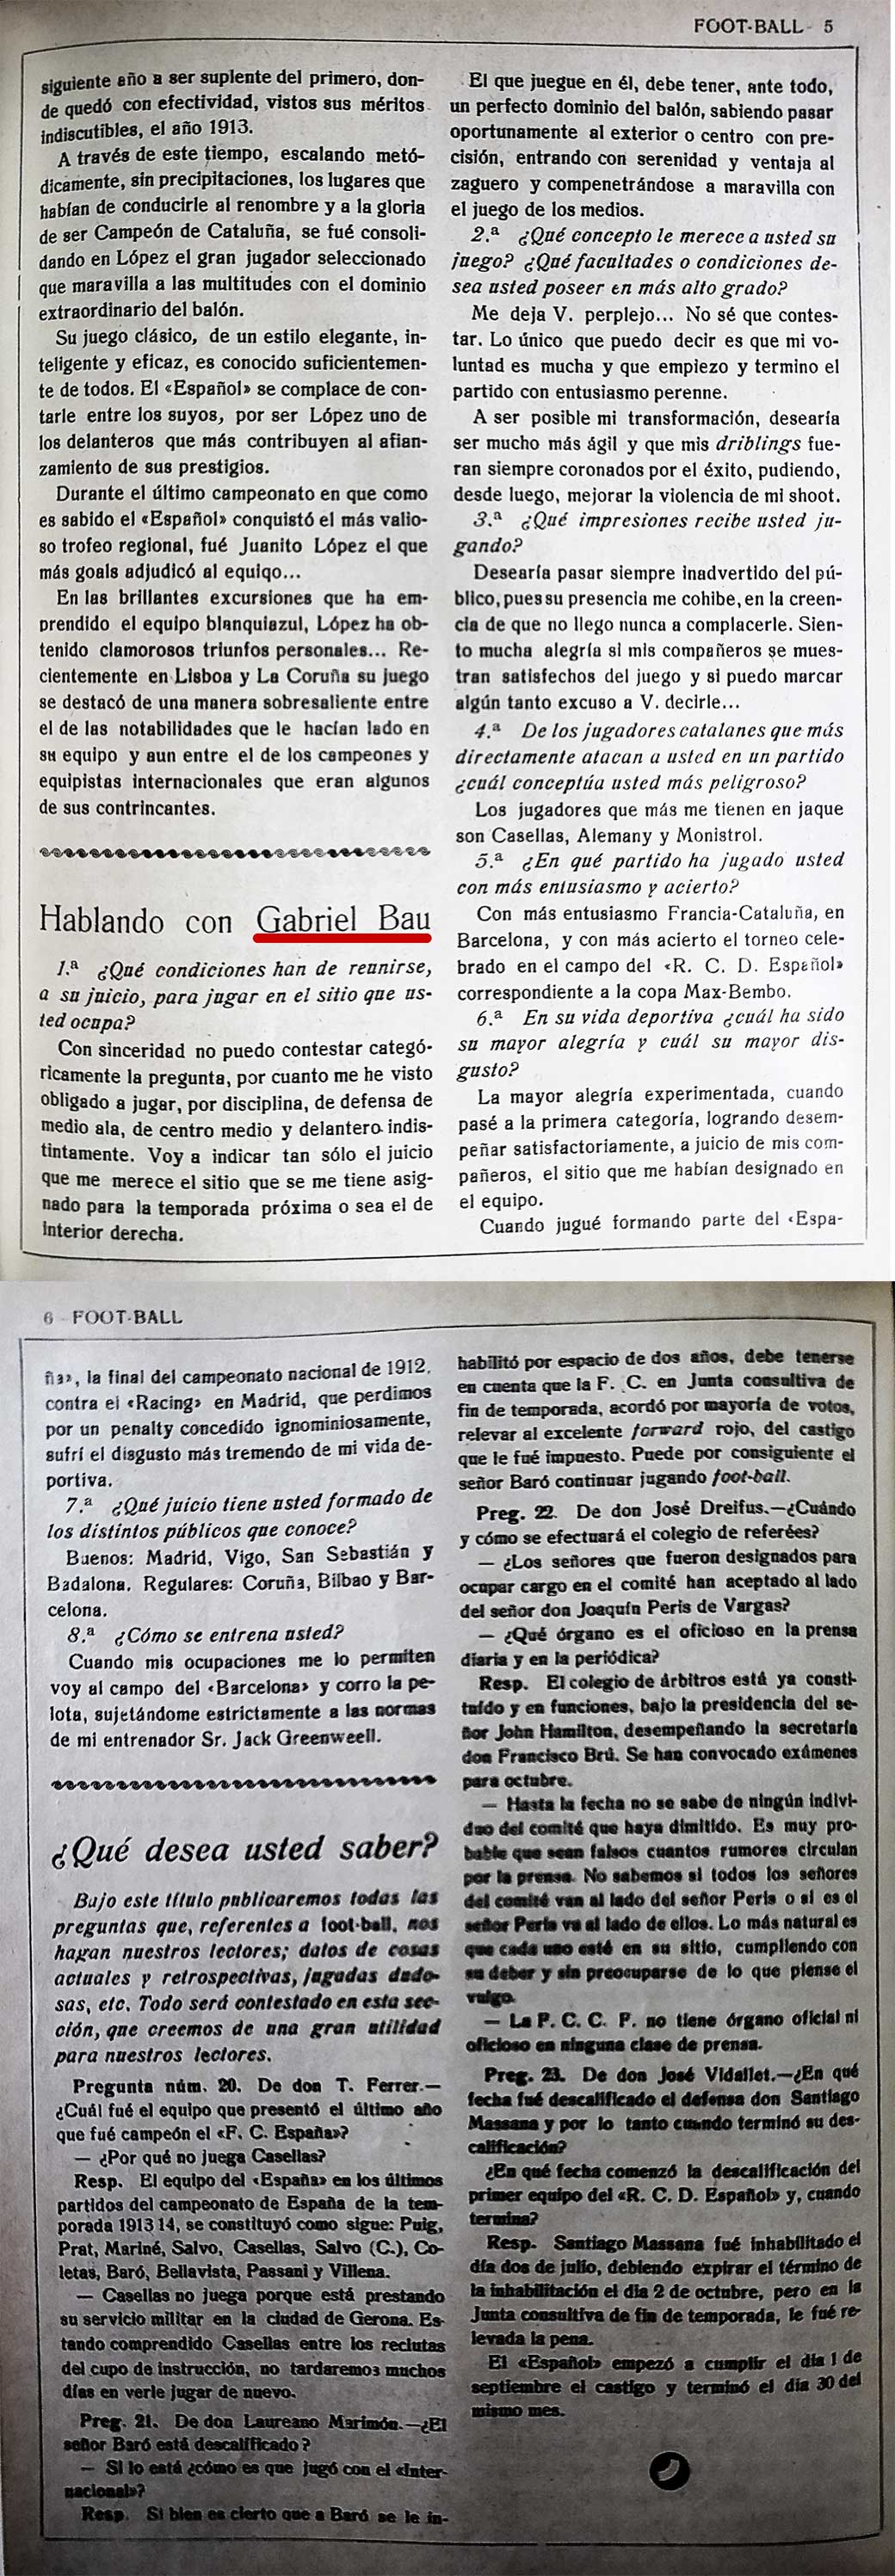 FOOT-BALL - 5
siguiente año a ser suplente del primero, don-
de quedó con efectividad, vistos sus méritos
indiscutibles, el año 1913.
A través de este tiempo, escalando metó-
dicamente, sin precipitaciones, los lugares que
habían de conducirle al renombre y a la gloria
de ser Campeón de Cataluña, se fué consoli-
dando en López el gran jugador seleccionado
que maravilla a las multitudes con el dominio
extraordinario del balón.
Su juego clásico, de un estilo elegante, in-
teligente y eficaz, es conocido suficientemen-
te de todos. El «Español» se complace de con-
tarle entre los suyos, por ser López uno de
los delanteros que más contribuyen al afian-
zamiento de sus prestigios.
Durante el último campeonato en que como
es sabido el «Español» conquistó el más valio-
so trofeo regional, fué Juanito López el que
más goals adjudicó al equiqo...
En las brillantes excursiones que ha em-
prendido el equipo blanquiazul, López ha ob-
tenido clamorosos triunfos personales... Re-
cientemente en Lisboa y La Coruña su juego
se destacó de una manera sobresaliente entre
el de las notabilidades que le hacían lado en
su equipo y aun entre el de los campeones y
equipistas internacionales que eran algunos
de sus contrincantes.
Hablando con Gabriel Bau
1.ª ¿Qué condiciones han de reunirse,
a su juicio, para jugar en el sitio que us-
ted ocupa?
Con sinceridad no puedo contestar categó-
ricamente la pregunta, por cuanto me he visto
obligado a jugar, por disciplina, de defensa de
medio ala, de centro medio y delantero indis-
tintamente. Voy a indicar tan sólo el juicio
que me merece el sitio que se me tiene asig-
nado para la temporada próxima o sea el de
interior derecha.
El que juegue en él, debe tener, ante todo,
un perfecto dominio del balón, sabiendo pasar
oportunamente al exterior o centro con pre-
cisión, entrando con serenidad y ventaja al
zaguero y compenetrándose a maravilla con
el juego de los medios.
2.ª ¿Qué concepto le merece a usted su
juego? ¿Qué facultades o condiciones de-
sea usted poseer en más alto grado?
Me deja V. perplejo... No sé que contes-
tar. Lo único que puedo decir es que mi vo-
luntad es mucha y que empiezo y termino el
partido con entusiasmo perenne.
A ser posible mi transformación, desearía
ser mucho más ágil y que mis driblings fue-
ran siempre coronados por el éxito, pudiendo,
desde luego, mejorar la violencia de mi shoot.
3.ª ¿Qué impresiones recibe usted ju-
gando?
Desearía pasar siempre inadvertido del pú-
blico, pues su presencia me cohibe, en la creen-
cia de que no llego nunca a complacerle. Sien-
to mucha alegría si mis compañeros se mues-
tran satisfechos del juego y si puedo marcar
algún tanto excuso a V. decirle...
4.ª De los jugadores catalanes que más
directamente atacan a usted en un partido
¿cuál conceptúa usted más peligroso?
Los jugadores que más me tienen en jaque
son Casellas, Alemany y Monistrol.
5.ª ¿En qué partido ha jugado usted
con más entusiasmo y acierto?
Con más entusiasmo Francia-Cataluña, en
Barcelona, y con más acierto el torneo cele-
brado en el campo del «R. C. D. Español»
correspondiente a la copa Max-Bembo.
6.ª En su vida deportiva ¿cuál ha sido
su mayor alegría y cuál su mayor dis-
gusto?
La mayor alegría experimentada, cuando
pasé a la primera categoría, logrando desem-
peñar satisfactoriamente, a juicio de mis com-
pañeros, el sitio que me habían designado en
el equipo.
Cuando jugué formando parte del «Espa-
6 - FOOT-BALL
ña», la final del campeonato nacional de 1912,
contra el «Racing» en Madrid, que perdimos
por un penalty concedido ignominiosamente,
sufrí el disgusto más tremendo de mi vida de-
portiva.
7.ª ¿Qué juicio tiene usted formado de
los distintos públicos que conoce?
Buenos: Madrid, Vigo, San Sebastián y
Badalona. Regulares: Coruña, Bilbao y Bar-
celona.
8.ª ¿Cómo se entrena usted?
Cuando mis ocupaciones me lo permiten
voy al campo del «Barcelona» y corro la pe-
lota, sujetándome estrictamente a las normas
de mi entrenador Sr. Jack Greenweell.
¿Qué desea usted saber?
Bajo este título publicaremos todas las
preguntas que, referentes a foot-ball, nos
hagan nuestros lectores; datos de cosas
actuales y retrospectivas, jugadas dudo-
sas, etc. Todo será contestado en esta sec-
ción, que creemos de una gran utilidad
para nuestros lectores.
Pregunta núm. 20. De don T. Ferrer.—
¿Cuál fué el equipo que presentó el último año
que fué campeón el «F. C. España»?
— ¿Por qué no juega Casellas?
Resp. El equipo del «España» en los últimos
partidos del campeonato de España de la tem-
porada 1913 14, se constituyó como sigue: Puig,
Prat, Mariné, Salvo, Casellas, Salvo (C.), Co-
letas, Baró, Bellavista, Passani y Villena.
— Casellas no juega porque está prestando
su servicio militar en la ciudad de Gerona. Es-
tando comprendido Casellas entre los reclutas
del cupo de instrucción, no tardaremos muchos
días en verle jugar de nuevo.
Preg. 21. De don Laureano Marimón.—¿El
señor Baró está descalificado?
— Si lo está ¿cómo es que jugó con el «Inter-
nacional»?
Resp. Si bien es cierto que a Baró se le in-
habilitó por espacio de dos años, debe tenerse
en cuenta que la F. C. en Junta consultiva de
fin de temporada, acordó por mayoría de votos,
relevar al excelente forward rojo, del castigo
que le fué impuesto. Puede por consiguiente el
señor Baró continuar jugando foot-ball.
Preg. 22. De don José Dreifus.—¿Cuándo
y cómo se efectuará el colegio de referées?
— ¿Los señores que fueron designados para
ocupar cargo en el comité han aceptado al lado
del señor don Joaquín Peris de Vargas?
— ¿Qué órgano es el oficioso en la prensa
diaria y en la periódica?
Resp. El colegio de árbitros está ya consti-
tuído y en funciones, bajo la presidencia del se-
ñor John Hamilton, desempeñando la secretaría
don Francisco Brú. Se han convocado exámenes
para octubre.
— Hasta la fecha no se sabe de ningún indivi-
duo del comité que haya dimitido. Es muy pro-
bable que sean falsos cuantos rumores circulan
por la prensa. No sabemos si todos los señores
del comité van al lado del señor Peris o si es el
señor Peris va al lado de ellos. Lo más natural es
que cada uno esté en su sitio, cumpliendo con
su deber y sin preocuparse de lo que piense el
vulgo.
— La F. C. C. F. no tiene órgano oficial ni
oficioso en ninguna clase de prensa.
Preg. 23. De don José Vidallet.—¿En qué
fecha fué descalificado el defensa don Santiago
Massana y por lo tanto cuando terminó su des-
calificación?
¿En qué fecha comenzó la descalificación del
primer equipo del «R. C. D. Español» y, cuando
termina?
Resp. Santiago Massana fué inhabilitado el
día dos de julio, debiendo expirar el término de
la inhabilitación el día 2 de octubre, pero en la
Junta consultiva de fin de temporada, le fué re-
levada la pena.
El «Español» empezó a cumplir el día 1 de
septiembre el castigo y terminó el día 30 del
mismo mes.